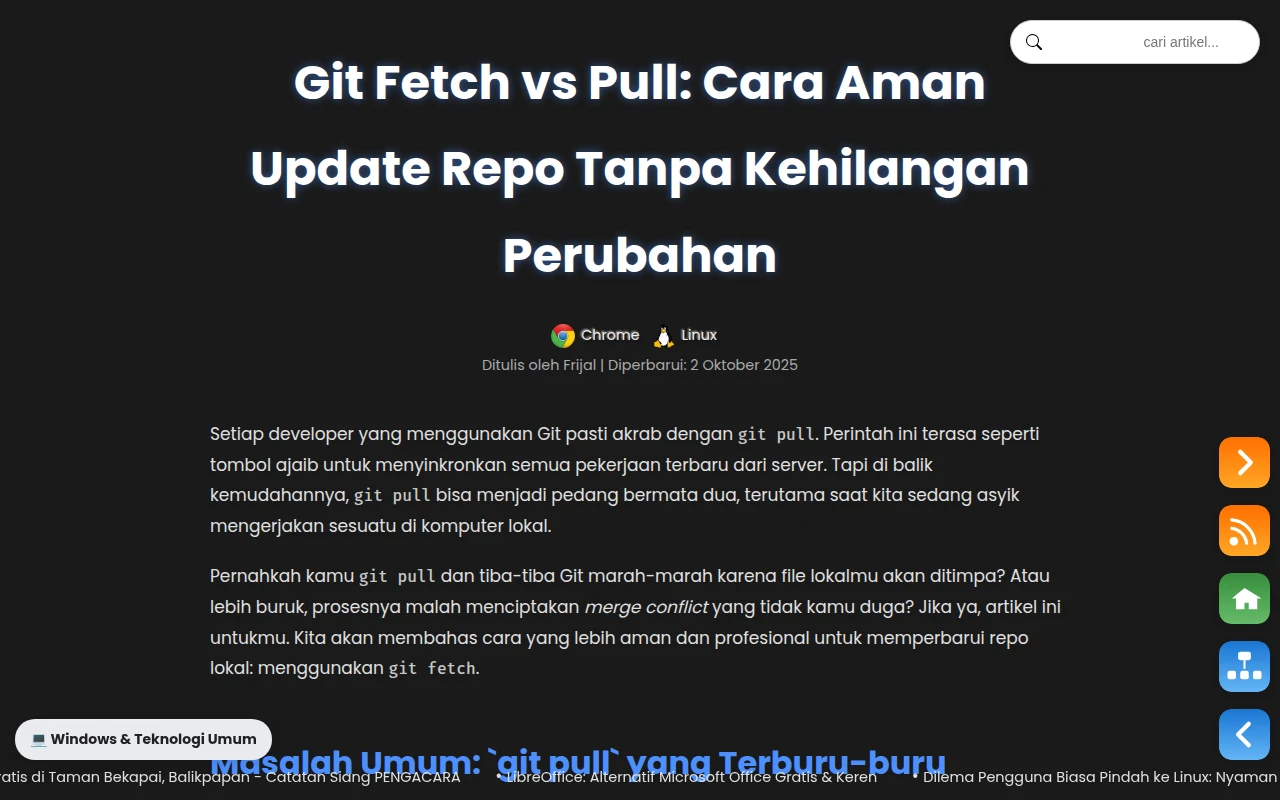 cari artikel...
Git Fetch vs Pull: Cara Aman
Update Repo Tanpa Kehilangan
Perubahan
Chrome Linux
Ditulis oleh Frijal | Diperbarui: 2 Oktober 2025
Setiap developer yang menggunakan Git pasti akrab dengan git pull. Perintah ini terasa seperti
tombol ajaib untuk menyinkronkan semua pekerjaan terbaru dari server. Tapi di balik
kemudahannya, git pull bisa menjadi pedang bermata dua, terutama saat kita sedang asyik
mengerjakan sesuatu di komputer lokal.
Pernahkah kamu git pull dan tiba-tiba Git marah-marah karena file lokalmu akan ditimpa? Atau
lebih buruk, prosesnya malah menciptakan merge conflict yang tidak kamu duga? Jika ya, artikel ini
untukmu. Kita akan membahas cara yang lebih aman dan profesional untuk memperbarui repo
lokal: menggunakan git fetch.
💻 Windows & Teknologi Umum
Masalah Umum: `git pull` yang Terburu-buru
ratis di Taman Bekapai, Balikpapan - Catatan Siang PENGACARA • LibreOffice: Alternatif Microsoft Office Gratis & Keren • Dilema Pengguna Biasa Pindah ke Linux: Nyaman